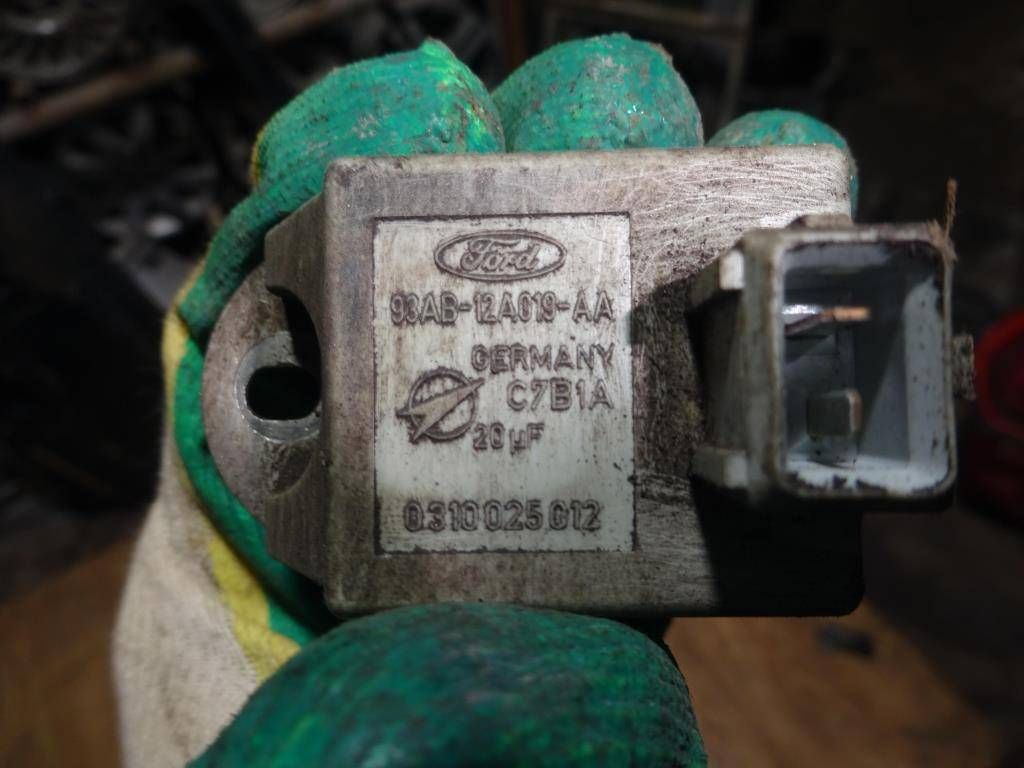 Ford
93AB-12A019-AA
GERMANY
C7B1A
20 µF
0310025012